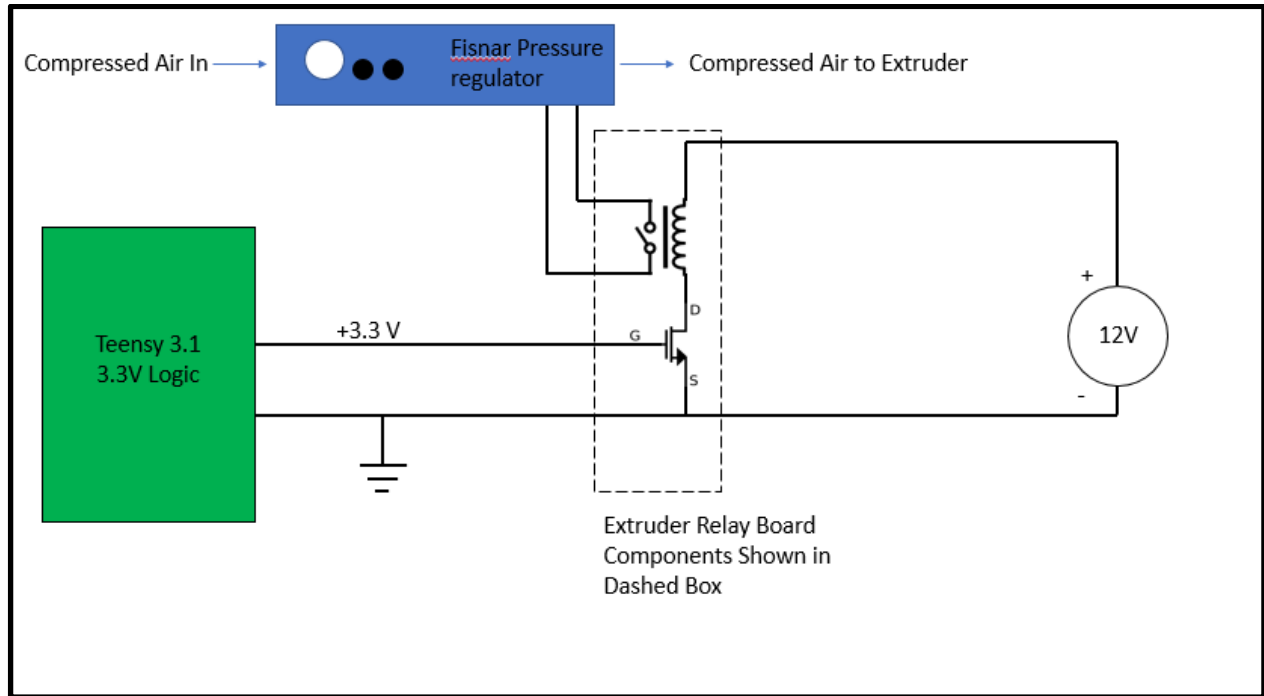 Compressed Air In
Fisnar Pressure
regulator
Compressed Air to Extruder
Teensy 3.1
3.3V Logic
+3.3 V
G
D
S
+
12V
-
Extruder Relay Board
Components Shown in
Dashed Box